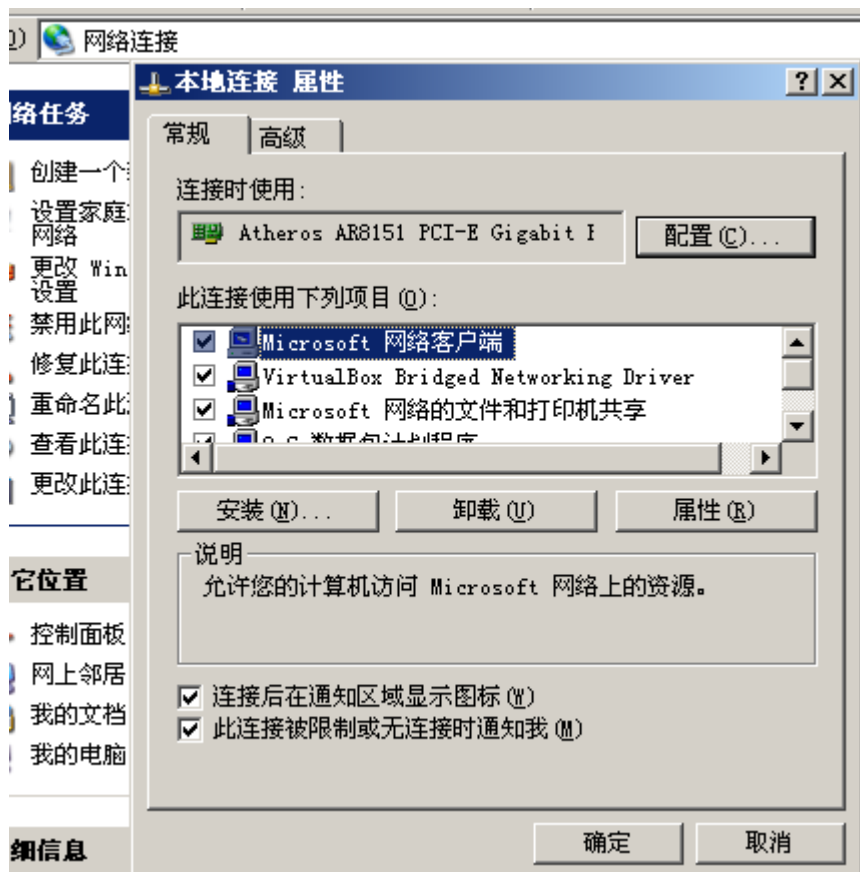 网络连接
本地连接 属性
络任务
常规
高级
创建一个
连接时使用:
设置家庭
网络
Atheros AR8151 PCI-E Gigabit E
配置(C)...
更改 Win
设置
此连接使用下列项目(O):
禁用此网
Microsoft 网络客户端
修复此连
VirtualBox Bridged Networking Driver
重命名此
Microsoft 网络的文件和打印机共享
查看此连
数据包计划程序
更改此连
安装(N)...
卸载(U)
属性(R)
说明
它位置
允许您的计算机访问 Microsoft 网络上的资源。
控制面板
网上邻居
连接后在通知区域显示图标(W)
我的文档
此连接被限制或无连接时通知我(M)
我的电脑
确定
取消
细信息